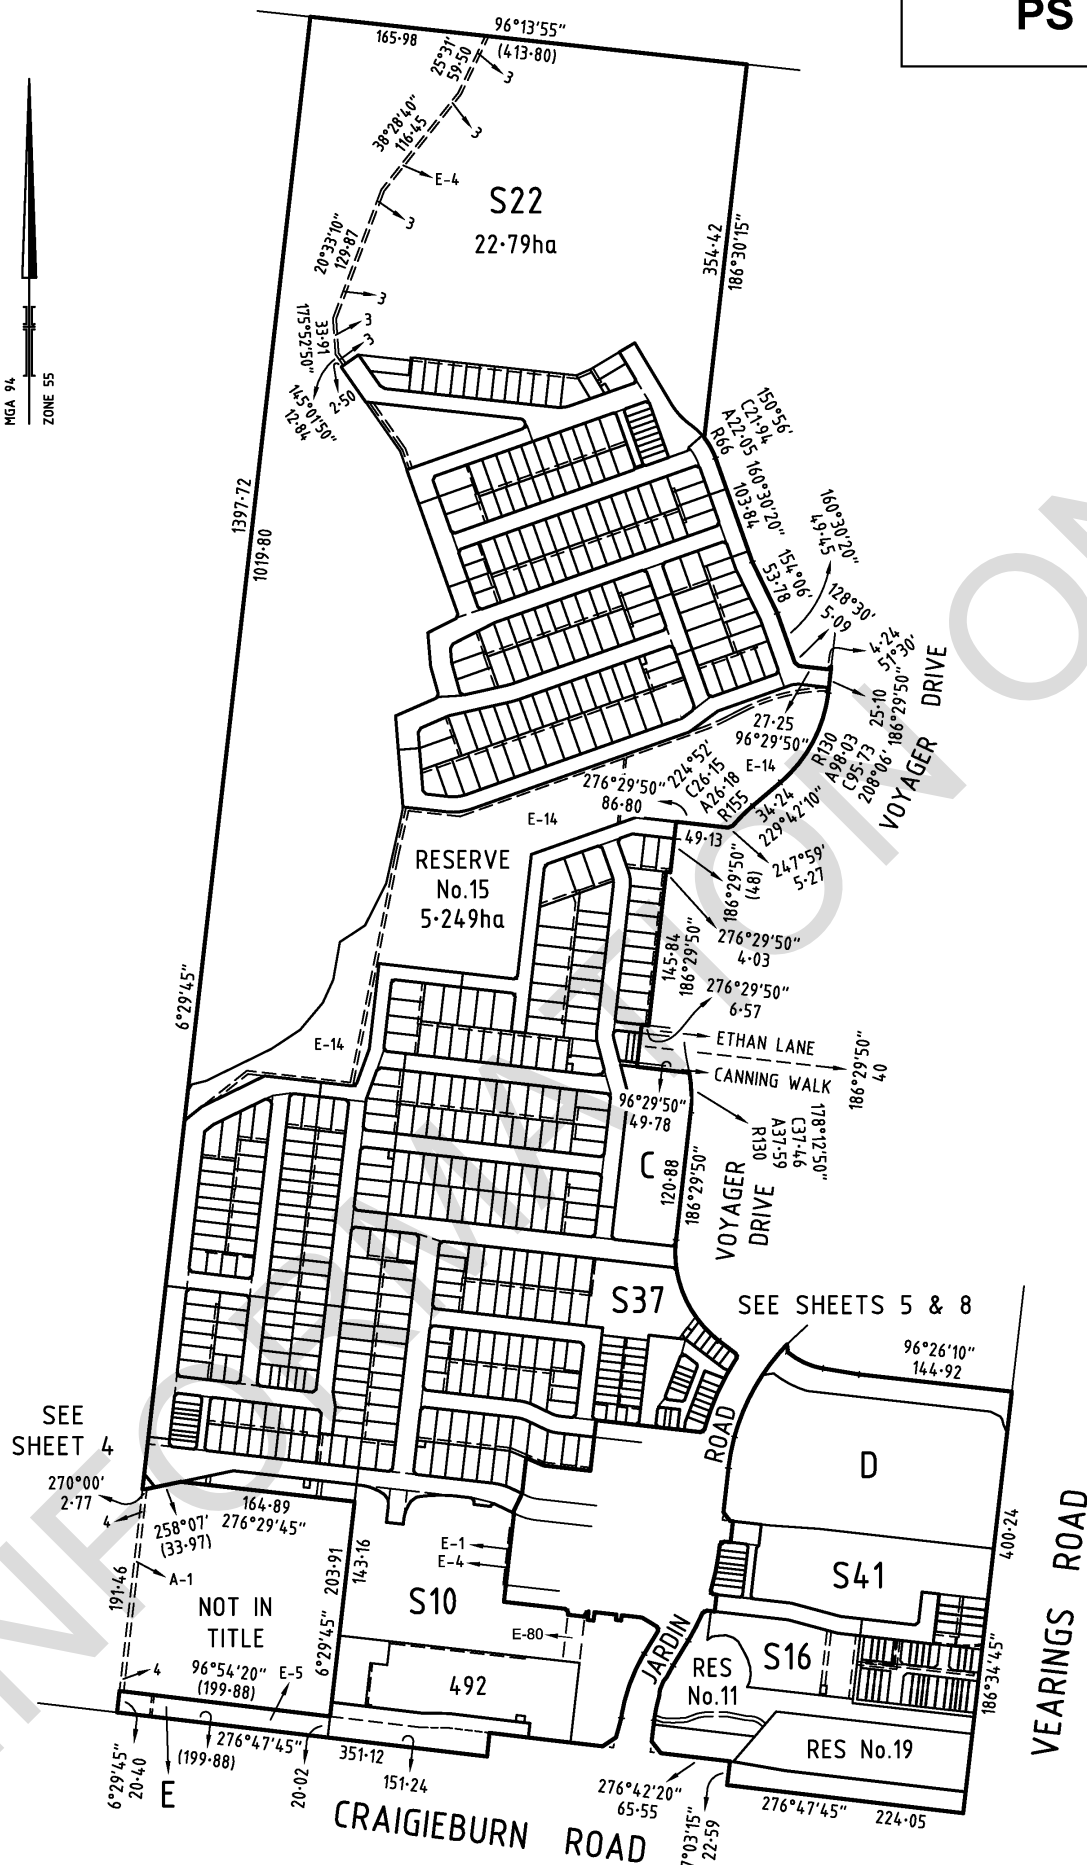 PS
96°13'55"
(413·80)
165·98
25°31'
59·50
3
3
38°28'40"
116·45
E-4
S22
22·79ha
3
20°33'10"
129·87
3
3
3
33·91
175°52'50"
145°01'50"
12·84
2·50
354·42
186°30'15"
MGA 94
ZONE 55
1397·72
1019·80
6°29'45"
150°56'
C21·94
A22·05
R66
160°30'20"
103·84
154°06'
53·78
160°30'20"
49·45
128°30'
5·09
4·24
51°30'
25·10
186°29'50"
VOYAGER DRIVE
27·25
96°29'50"
E-14
R130
A98·03
C95·73
208°06'
276°29'50"
86·80
224°52'
C26·15
A26·18
R155
34·24
229°42'10"
E-14
49·13
247°59'
5·27
186°29'50"
(48)
RESERVE
No.15
5·249ha
276°29'50"
4·03
145·84
186°29'50"
276°29'50"
6·57
E-14
ETHAN LANE
CANNING WALK
186°29'50"
40
96°29'50"
49·78
178°12'50"
C37·46
A37·59
R130
C
120·88
186°29'50"
VOYAGER
DRIVE
S37
SEE SHEETS 5 & 8
96°26'10"
144·92
SEE
SHEET 4
270°00'
2·77
4
258°07'
(33·97)
164·89
276°29'45"
ROAD
D
400·24
VEARINGS ROAD
191·46
A-1
203·91
143·16
E-1
E-4
S10
S41
NOT IN
TITLE
6°29'45"
E-80
JARDIN
S16
RES
No.11
186°34'45"
4
96°54'20"
(199·88)
E-5
492
RES No.19
6°29'45"
20·40
E
(199·88)
276°47'45"
20·02
351·12
151·24
276°42'20"
65·55
7°03'15"
22·59
276°47'45"
224·05
CRAIGIEBURN ROAD
INFORMATION ON